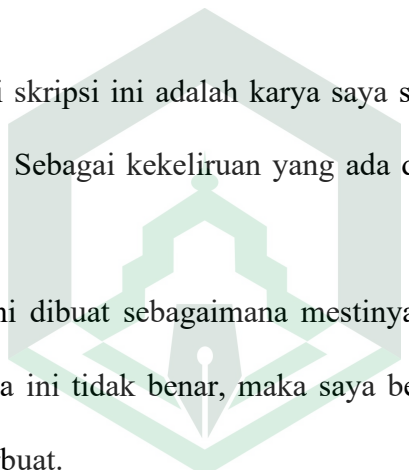 i skripsi ini adalah karya saya s
Sebagai kekeliruan yang ada d
ni dibuat sebagaimana mestinya
a ini tidak benar, maka saya be
buat.